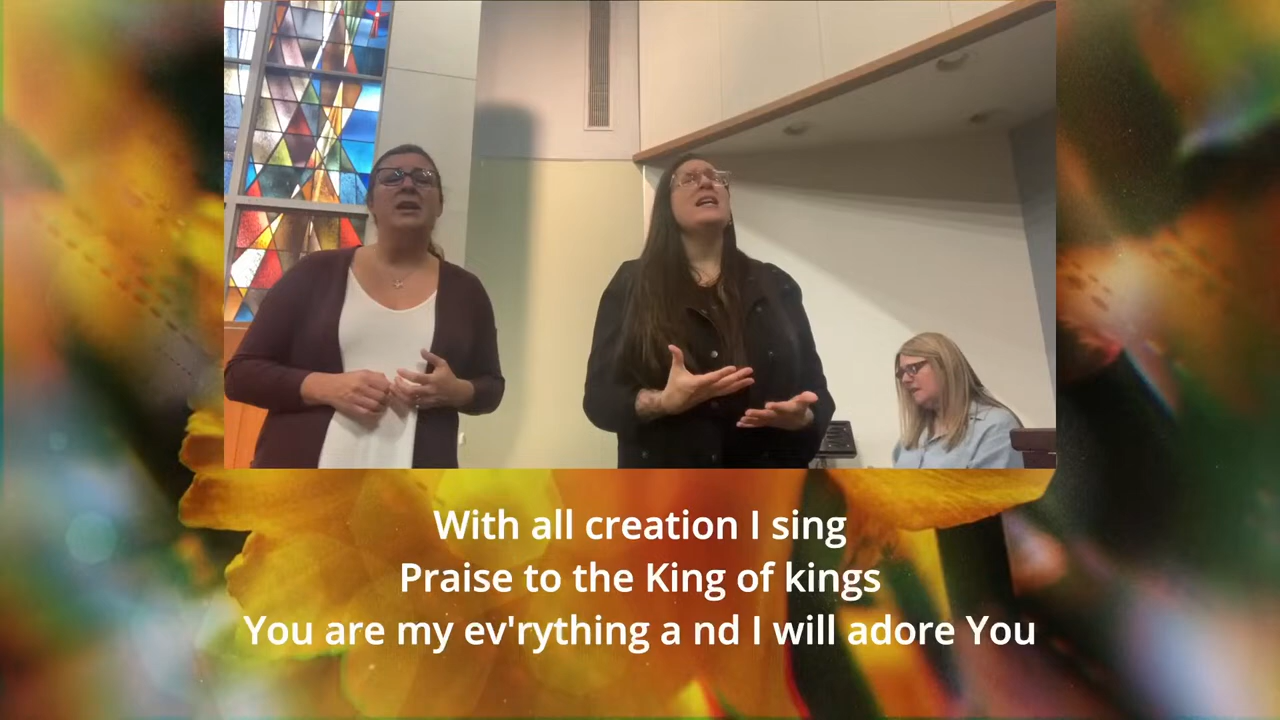 With all creation I sing
Praise to the King of kings
You are my ev'rything a nd I will adore You